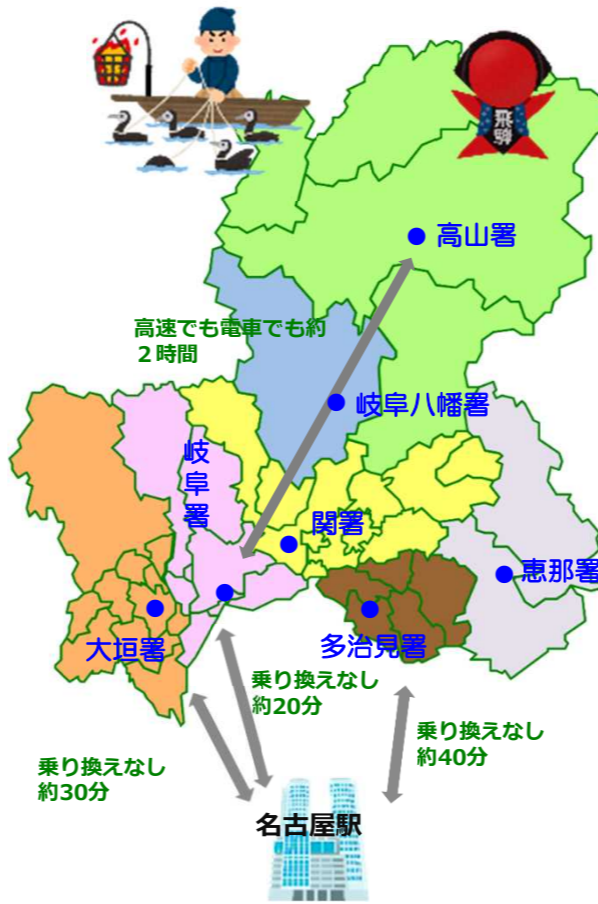 飛騨
高山署
高速でも電車でも約
２時間
岐阜八幡署
岐阜署
関署
恵那署
大垣署
多治見署
乗り換えなし
約20分
乗り換えなし
約40分
乗り換えなし
約30分
名古屋駅